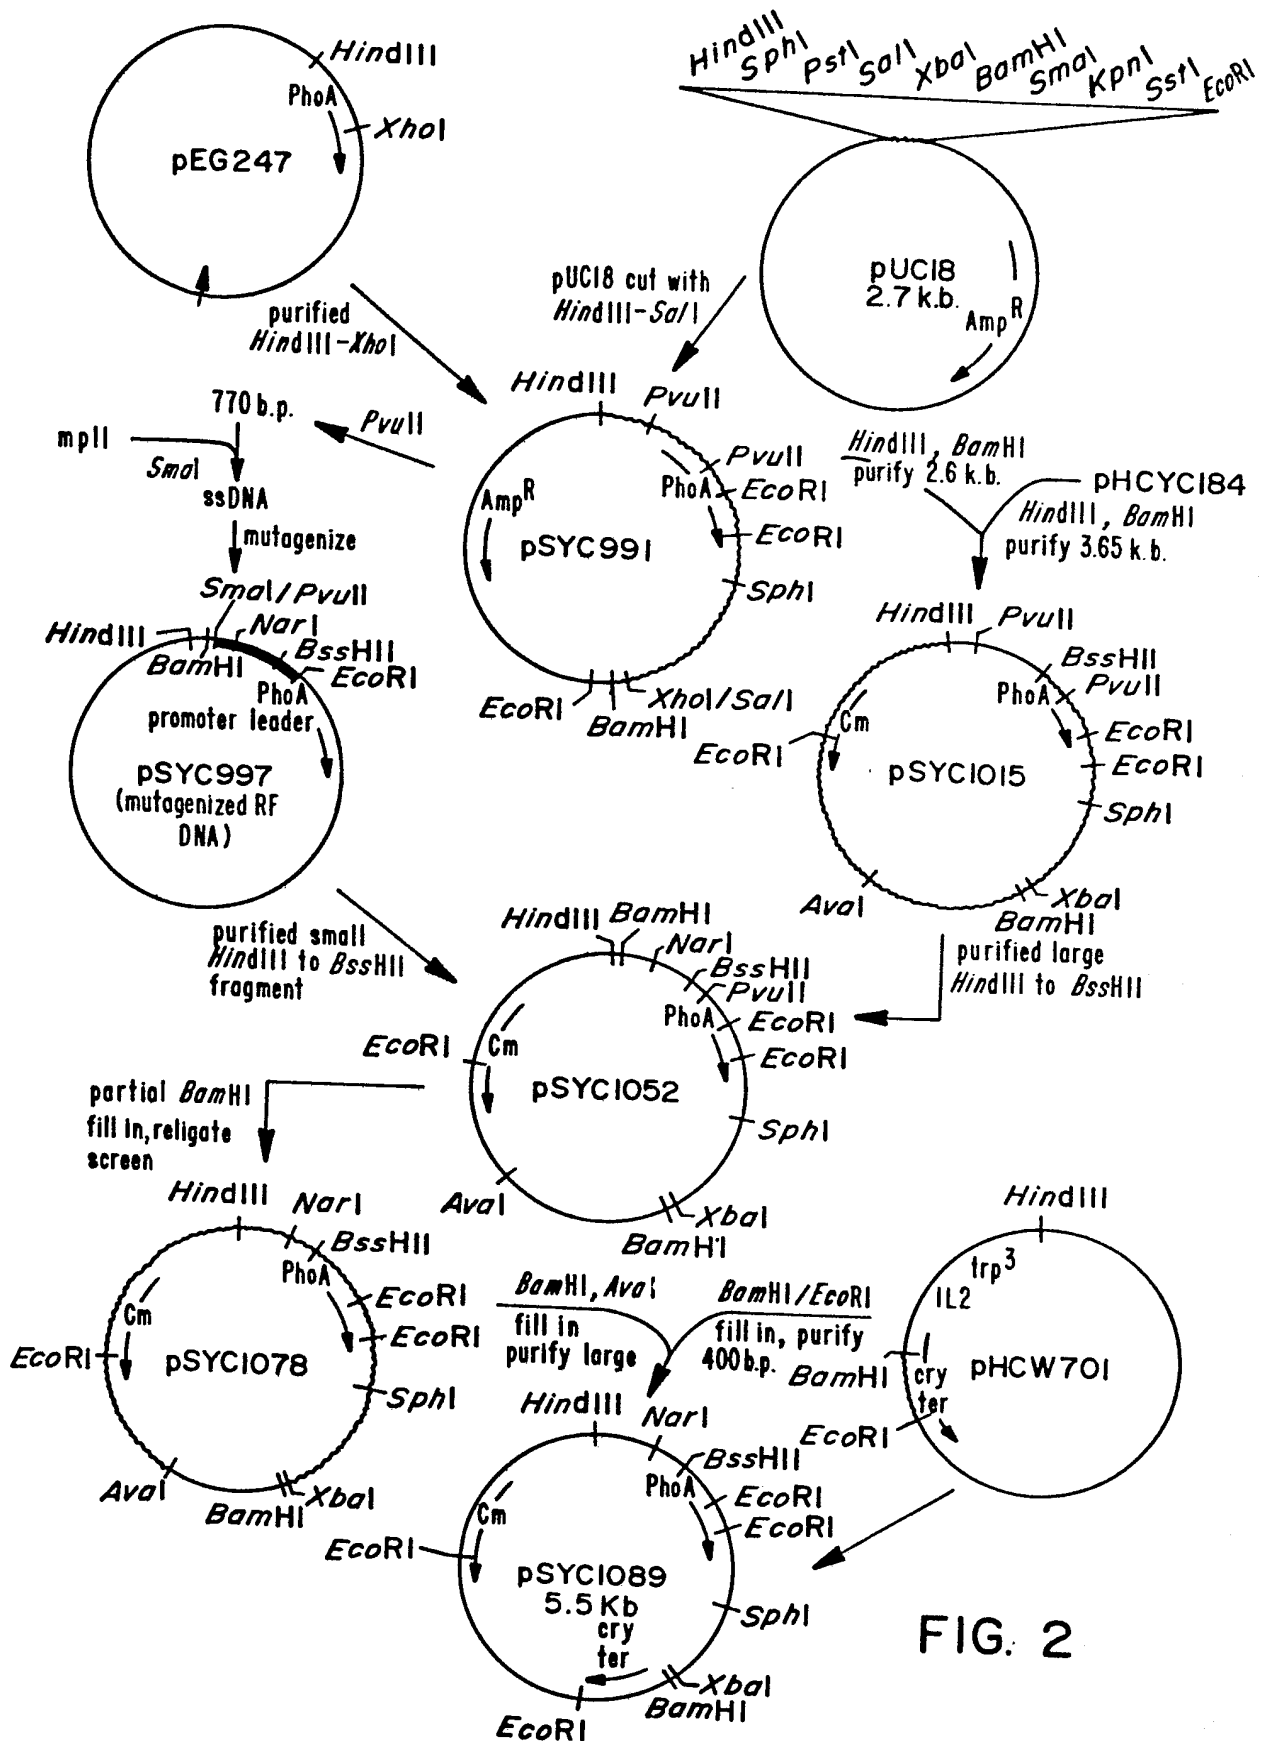 HindIII
PhoA
XhoI
pEG247
HindIII
SphI
PstI
SalI
XbaI
BamHI
SmaI
KpnI
SstI
EcoRI
pUC18
2.7 k.b.
Amp^R
purified
HindIII-XhoI
pUC18 cut with
HindIII-SalI
770 b.p.
PvuII
mp11
SmaI
ssDNA
mutagenize
HindIII
PvuII
PvuII
PhoA
EcoRI
EcoRI
Amp^R
pSYC991
SphI
EcoRI
XhoI/SalI
BamHI
HindIII, BamHI
purify 2.6 k.b.
pHCYC184
HindIII, BamHI
purify 3.65 k.b.
SmaI/PvuII
HindIII
NarI
BamHI
BssHII
EcoRI
PhoA
promoter leader
pSYC997
(mutagenized RF
DNA)
HindIII
PvuII
BssHII
PhoA
PvuII
Cm
EcoRI
EcoRI
EcoRI
pSYC1015
SphI
AvaI
XbaI
BamHI
purified small
HindIII to BssHII
fragment
purified large
HindIII to BssHII
HindIII
BamHI
NarI
BssHII
PvuII
PhoA
EcoRI
EcoRI
Cm
EcoRI
pSYC1052
SphI
AvaI
XbaI
BamHI
partial BamHI
fill in, religate
screen
HindIII
NarI
BssHII
PhoA
EcoRI
Cm
EcoRI
EcoRI
pSYC1078
SphI
AvaI
XbaI
BamHI
BamHI, AvaI
fill in
purify large
BamHI/EcoRI
fill in, purify
400 b.p.
HindIII
trp^3
IL2
BamHI
cry
ter
pHCW701
EcoRI
HindIII
NarI
BssHII
PhoA
EcoRI
EcoRI
Cm
EcoRI
pSYC1089
5.5 Kb
cry
ter
SphI
XbaI
BamHI
EcoRI
FIG. 2